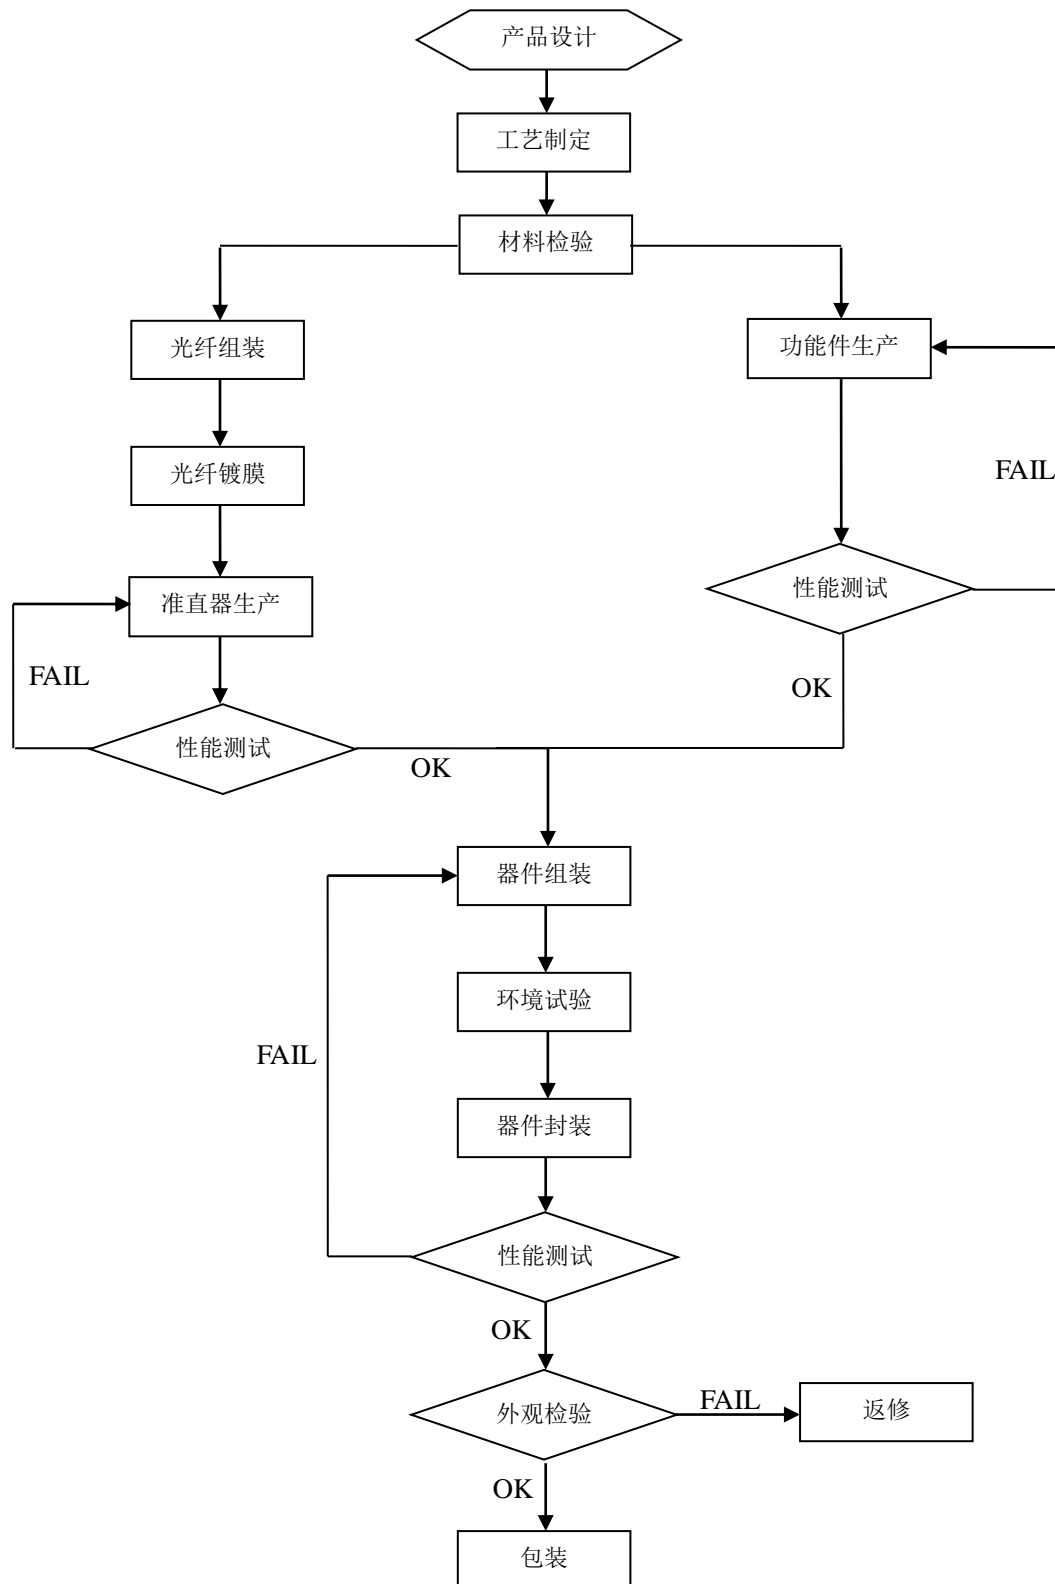 产品设计
工艺制定
材料检验
光纤组装
功能件生产
光纤镀膜
FAIL
准直器生产
性能测试
FAIL
OK
性能测试
OK
器件组装
环境试验
FAIL
器件封装
性能测试
OK
外观检验
FAIL
返修
OK
包装